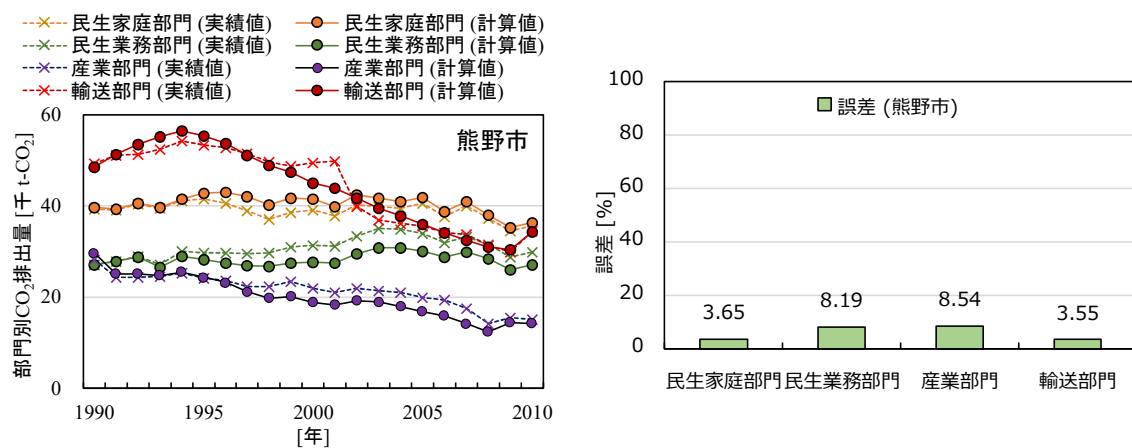 民生家庭部門 (実績値)
民生家庭部門 (計算値)
民生業務部門 (実績値)
民生業務部門 (計算値)
産業部門 (実績値)
産業部門 (計算値)
輸送部門 (実績値)
輸送部門 (計算値)
部門別CO₂排出量 [千 t-CO₂]
60
40
20
0
熊野市
1990
1995
2000
2005
2010
[年]
誤差 [%]
100
80
60
40
20
0
誤差 (熊野市)
3.65
8.19
8.54
3.55
民生家庭部門
民生業務部門
産業部門
輸送部門